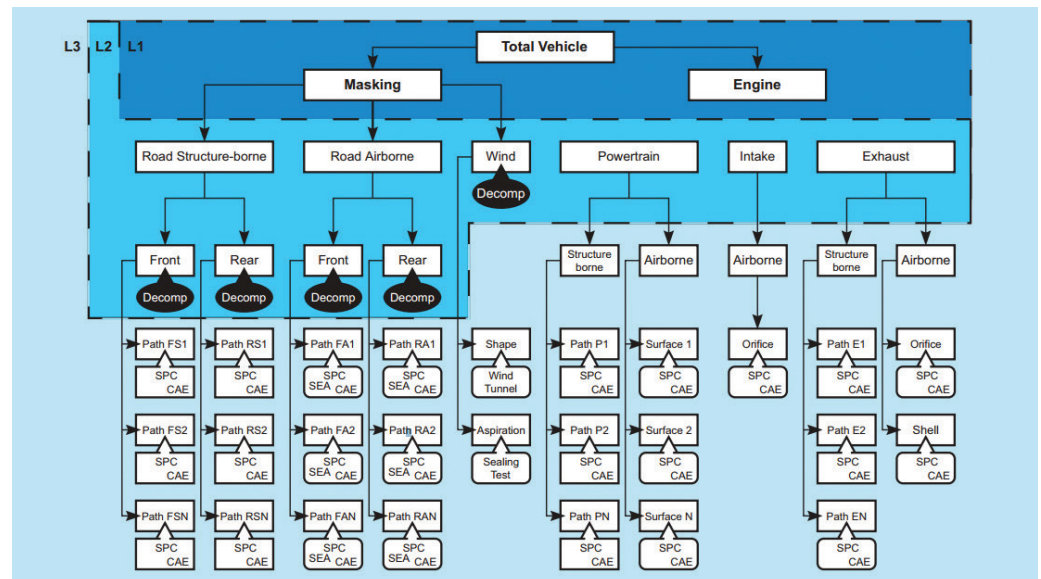 L3 L2 L1
Total Vehicle
Masking
Engine
Road Structure-borne
Road Airborne
Wind
Powertrain
Intake
Exhaust
Decomp
Front
Rear
Front
Rear
Structure
borne
Airborne
Airborne
Structure
borne
Airborne
Decomp
Decomp
Decomp
Decomp
Path FS1
Path RS1
Path FA1
Path RA1
Shape
Path P1
Surface 1
Orifice
Path E1
Orifice
SPC
CAE
SPC
CAE
SPC
SEA CAE
SPC
SEA CAE
Wind
Tunnel
SPC
CAE
SPC
CAE
SPC
CAE
SPC
CAE
SPC
CAE
Path FS2
Path RS2
Path FA2
Path RA2
Aspiration
Path P2
Surface 2
Path E2
Shell
SPC
CAE
SPC
CAE
SPC
SEA CAE
SPC
SEA CAE
Sealing
Test
SPC
CAE
SPC
CAE
SPC
CAE
SPC
CAE
Path FSN
Path RSN
Path FAN
Path RAN
Path PN
Surface N
Path EN
SPC
CAE
SPC
CAE
SPC
SEA CAE
SPC
SEA CAE
SPC
CAE
SPC
CAE
SPC
CAE